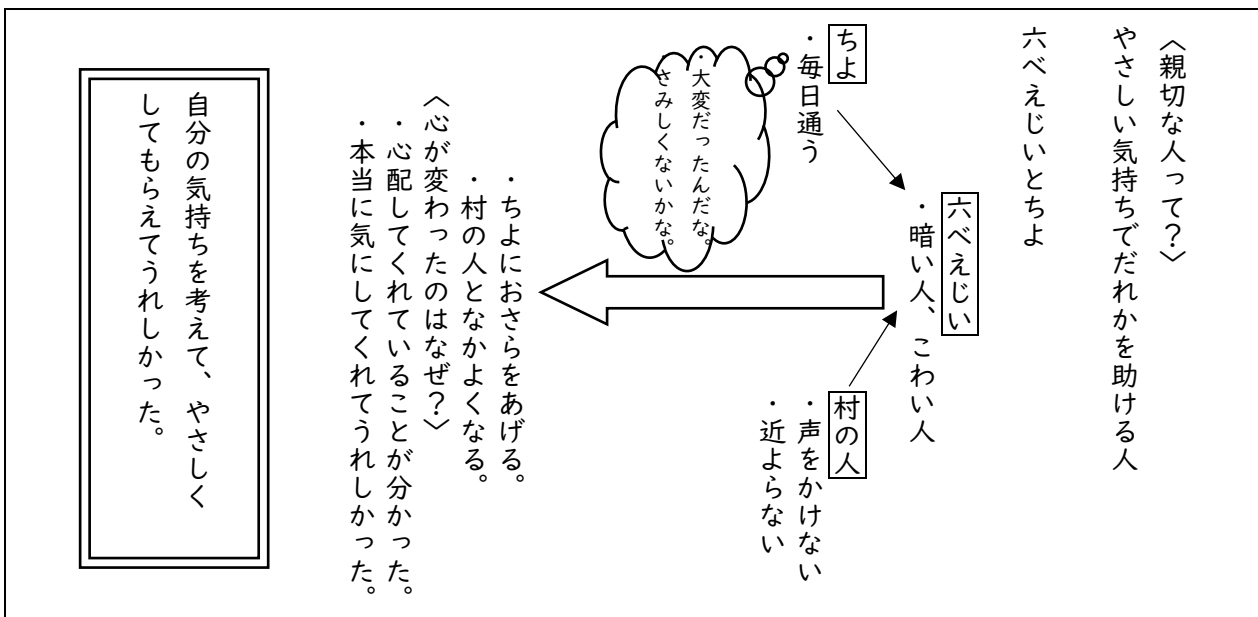 〈親切な人って？〉
やさしい気持ちでだれかを助ける人
六べえじいとちよ
六べえじい
・暗い人、こわい人
ちよ
・毎日通う
・大変だったんだな。
・さみしくないかな。
村の人
・声をかけない
・近よらない
・ちよにおさらをあげる。
・村の人となかよくなる。
〈心が変わったのはなぜ？〉
・心配してくれていることが分かった。
・本当に気にしてくれてうれしかった。
自分の気持ちを考えて、やさしく
してもらえてうれしかった。